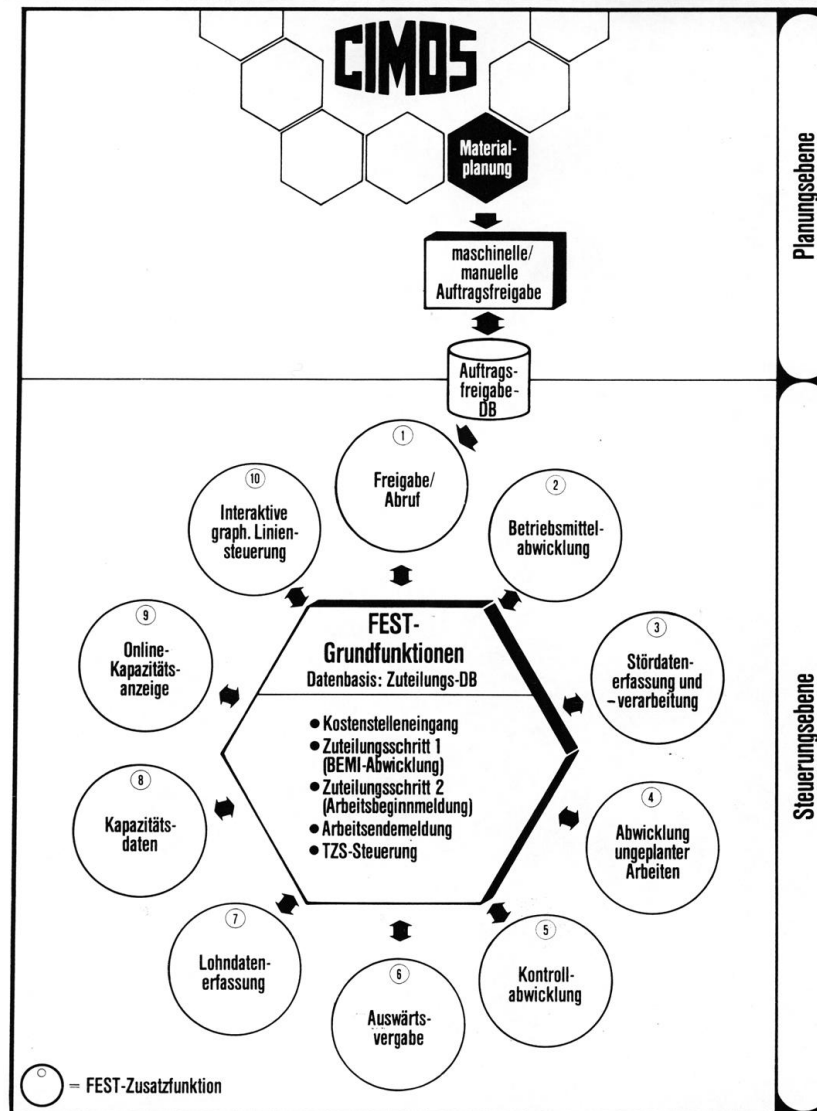 CIMOS
Material-
planung
maschinelle/
manuelle
Auftragsfreigabe
Auftrags-
freigabe-
DB
Planungsebene
Steuerungsebene
1
Freigabe/
Abruf
2
Betriebsmittel-
abwicklung
3
Stördaten-
erfassung und
-verarbeitung
4
Abwicklung
ungeplanter
Arbeiten
5
Kontroll-
abwicklung
6
Auswärts-
vergabe
7
Lohndaten-
erfassung
8
Kapazitäts-
daten
9
Online-
Kapazitäts-
anzeige
10
Interaktive
graph. Linien-
steuerung
FEST-
Grundfunktionen
Datenbasis: Zuteilungs-DB
● Kostenstelleneingang
● Zuteilungsschritt 1
(BEMI-Abwicklung)
● Zuteilungsschritt 2
(Arbeitsbeginnmeldung)
● Arbeitsendemeldung
● TZS-Steuerung
= FEST-Zusatzfunktion